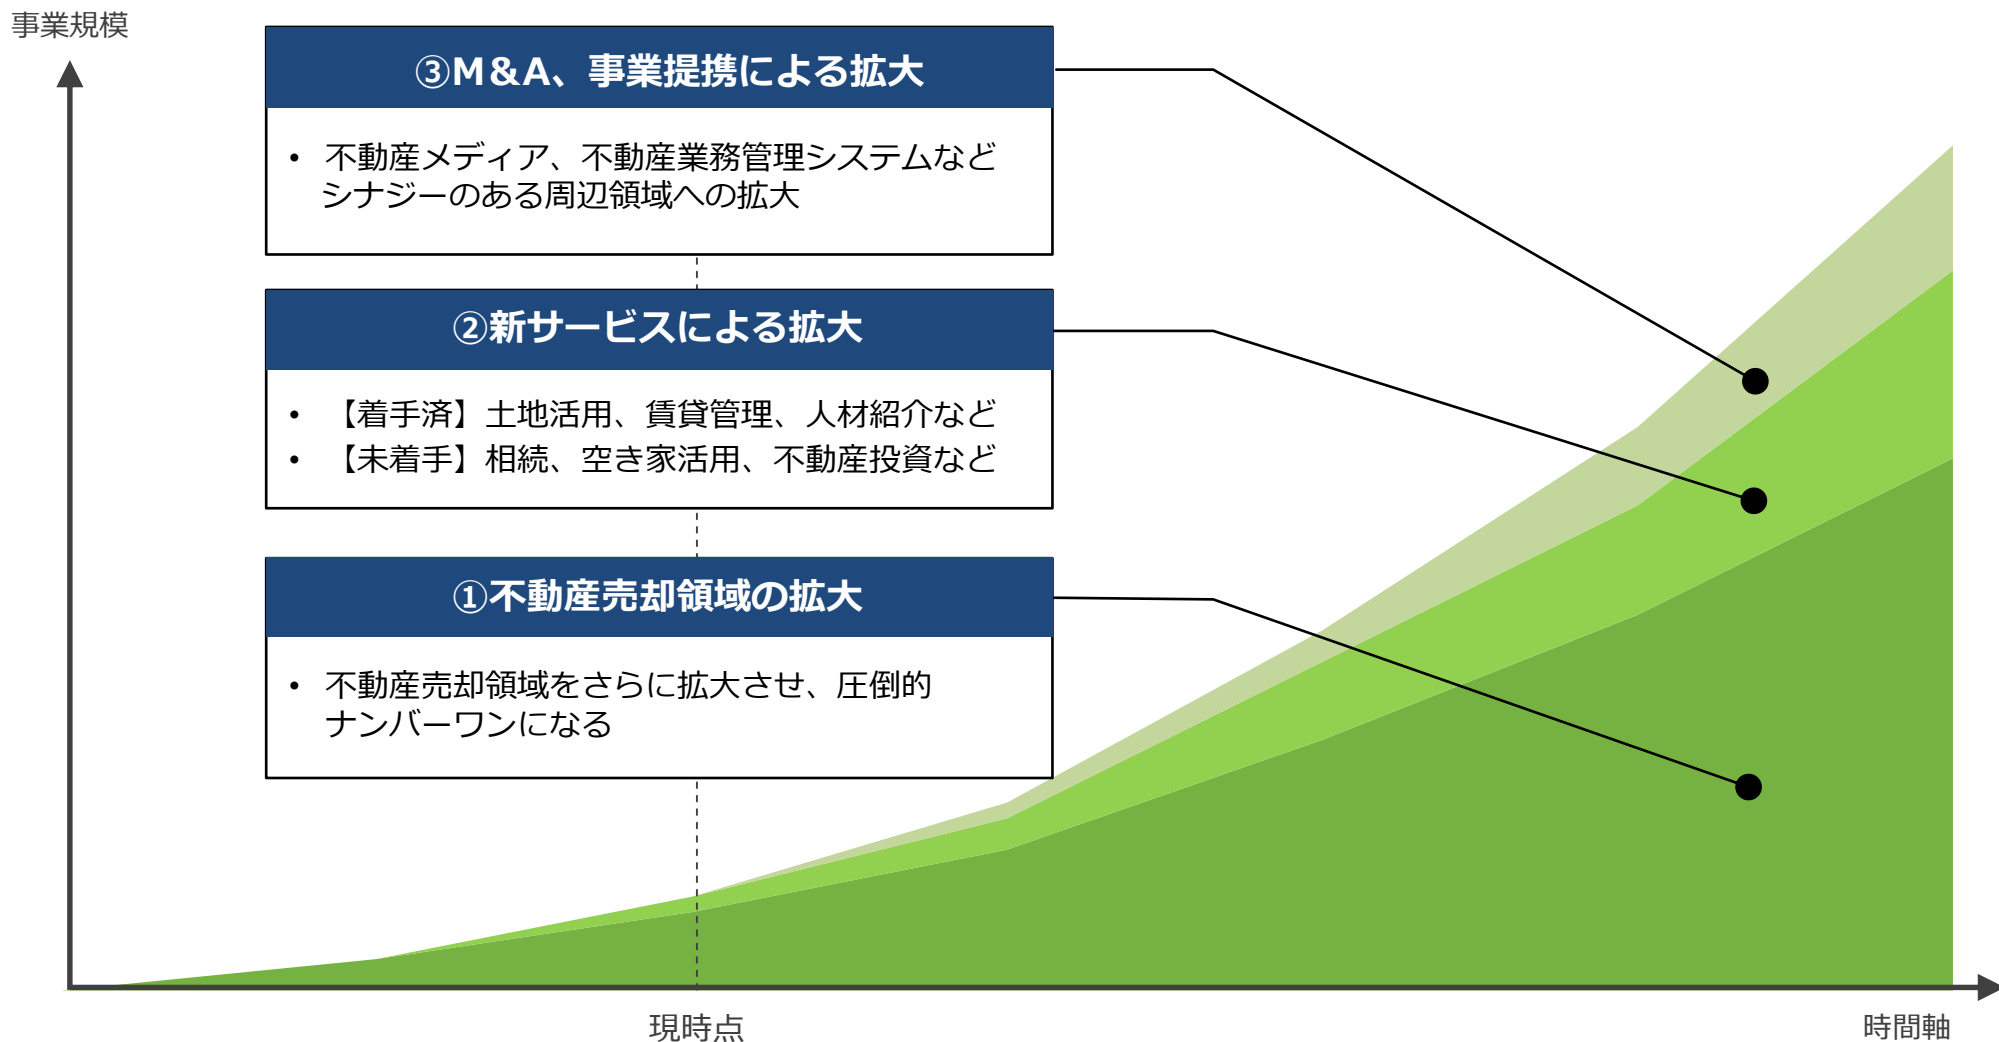 事業規模
③M&A、事業提携による拡大
• 不動産メディア、不動産業務管理システムなど
シナジーのある周辺領域への拡大
②新サービスによる拡大
• 【着手済】土地活用、賃貸管理、人材紹介など
• 【未着手】相続、空き家活用、不動産投資など
①不動産売却領域の拡大
• 不動産売却領域をさらに拡大させ、圧倒的
ナンバーワンになる
現時点
時間軸